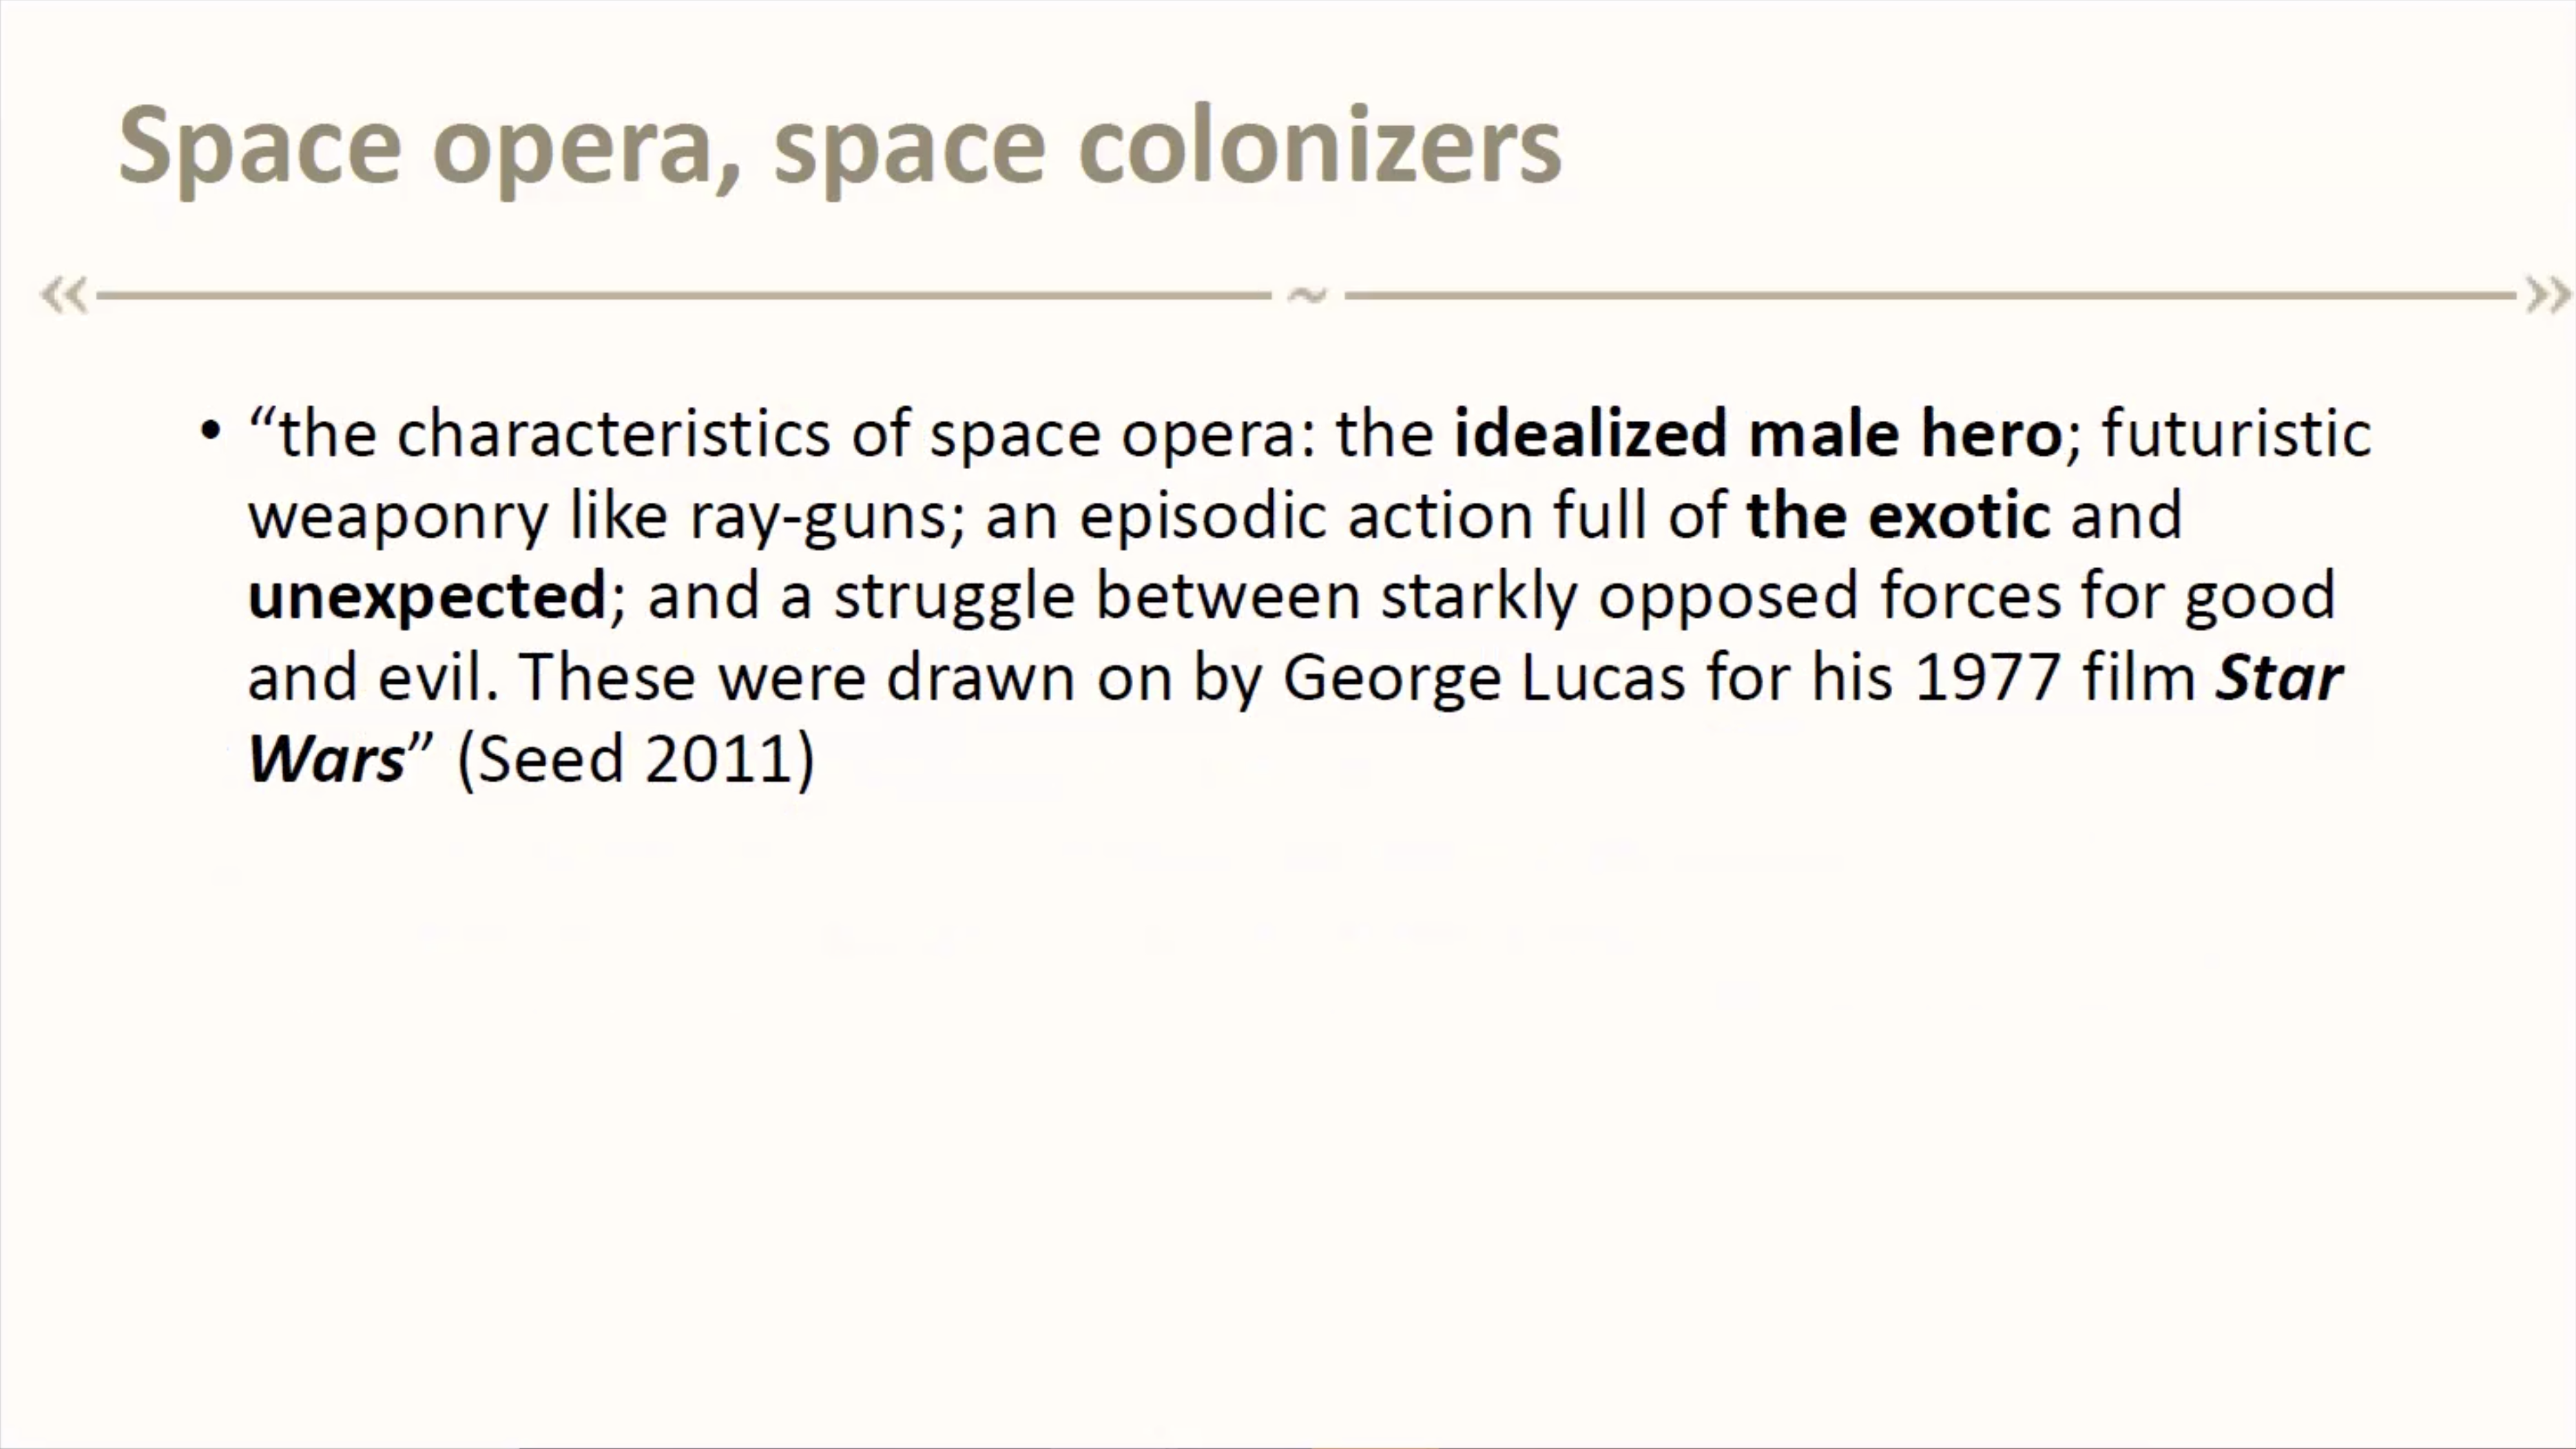 Space opera, space colonizers
« ~ »
• “the characteristics of space opera: the idealized male hero; futuristic
weaponry like ray-guns; an episodic action full of the exotic and
unexpected; and a struggle between starkly opposed forces for good
and evil. These were drawn on by George Lucas for his 1977 film Star
Wars” (Seed 2011)